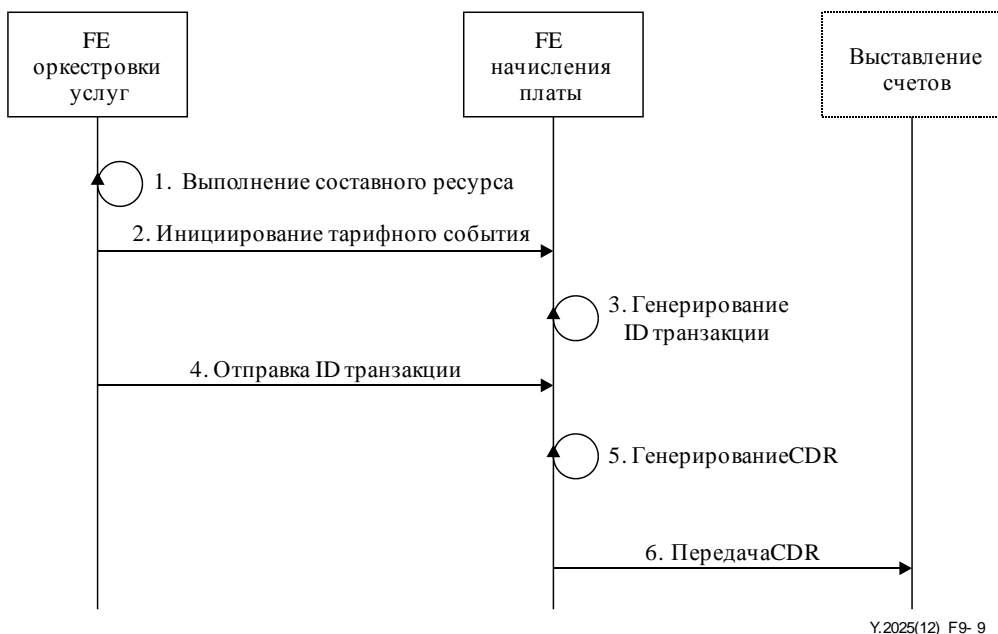 FE
оркестровки
услуг
FE
начисления
платы
Выставление
счетов
1. Выполнение составного ресурса
2. Инициирование тарифного события
3. Генерирование
ID транзакции
4. Отправка ID транзакции
5. ГенерированиеCDR
6. ПередачаCDR
Y.2025(12)_F9-9